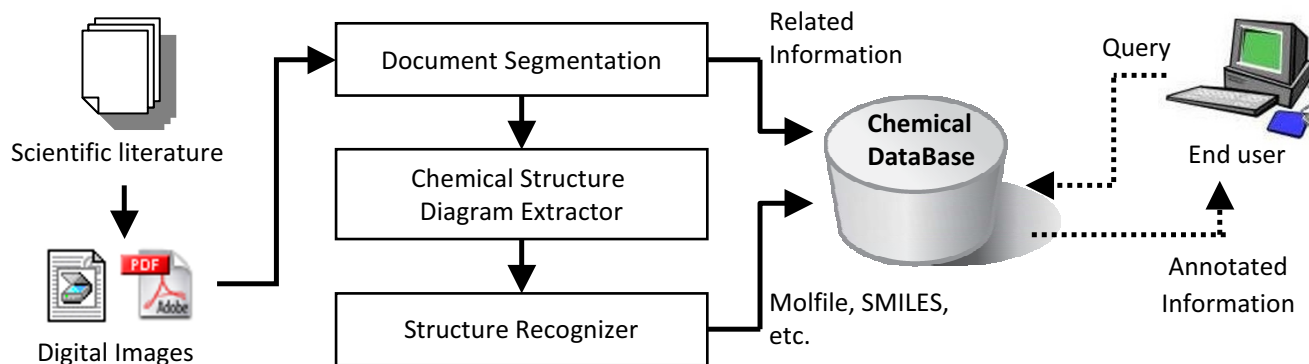 Scientific literature
PDF
Adobe
Digital Images
Document Segmentation
Chemical Structure
Diagram Extractor
Structure Recognizer
Related
Information
Molfile, SMILES,
etc.
Chemical
DataBase
Query
End user
Annotated
Information